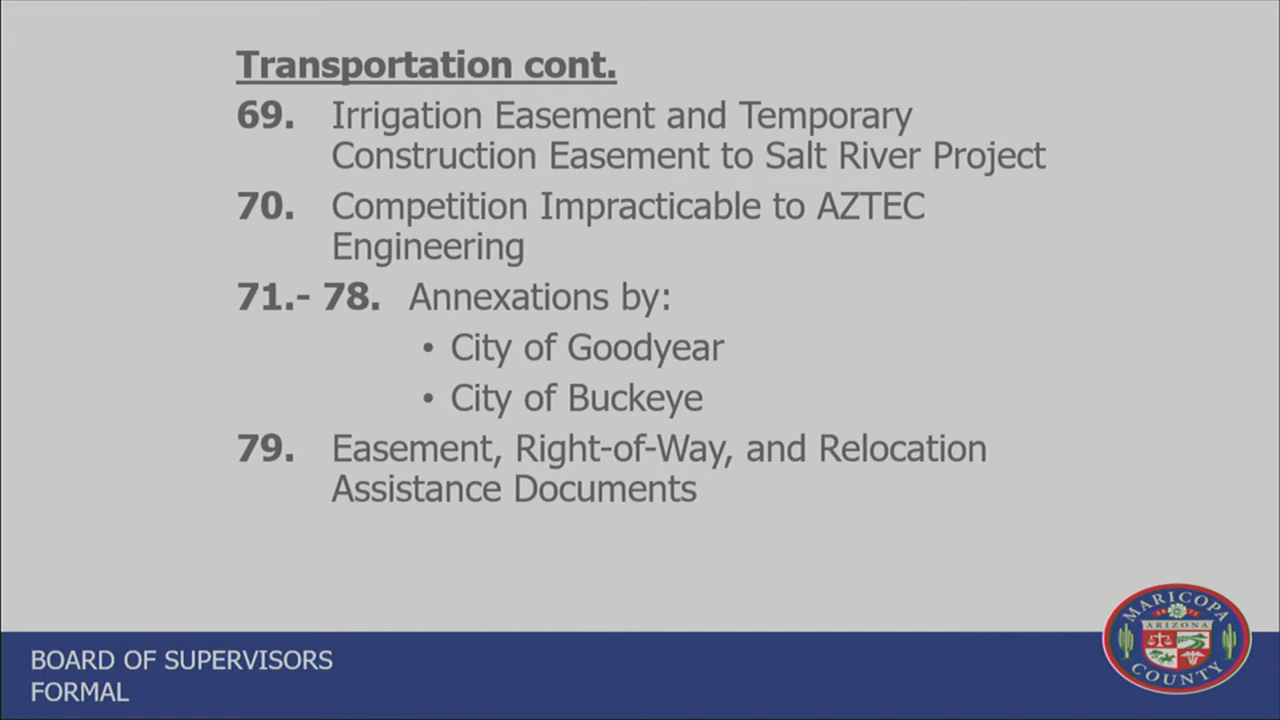 Transportation cont.
69. Irrigation Easement and Temporary
Construction Easement to Salt River Project
70. Competition Impracticable to AZTEC
Engineering
71.- 78. Annexations by:
• City of Goodyear
• City of Buckeye
79. Easement, Right-of-Way, and Relocation
Assistance Documents
BOARD OF SUPERVISORS
FORMAL
MARICOPA
ARIZONA
COUNTY